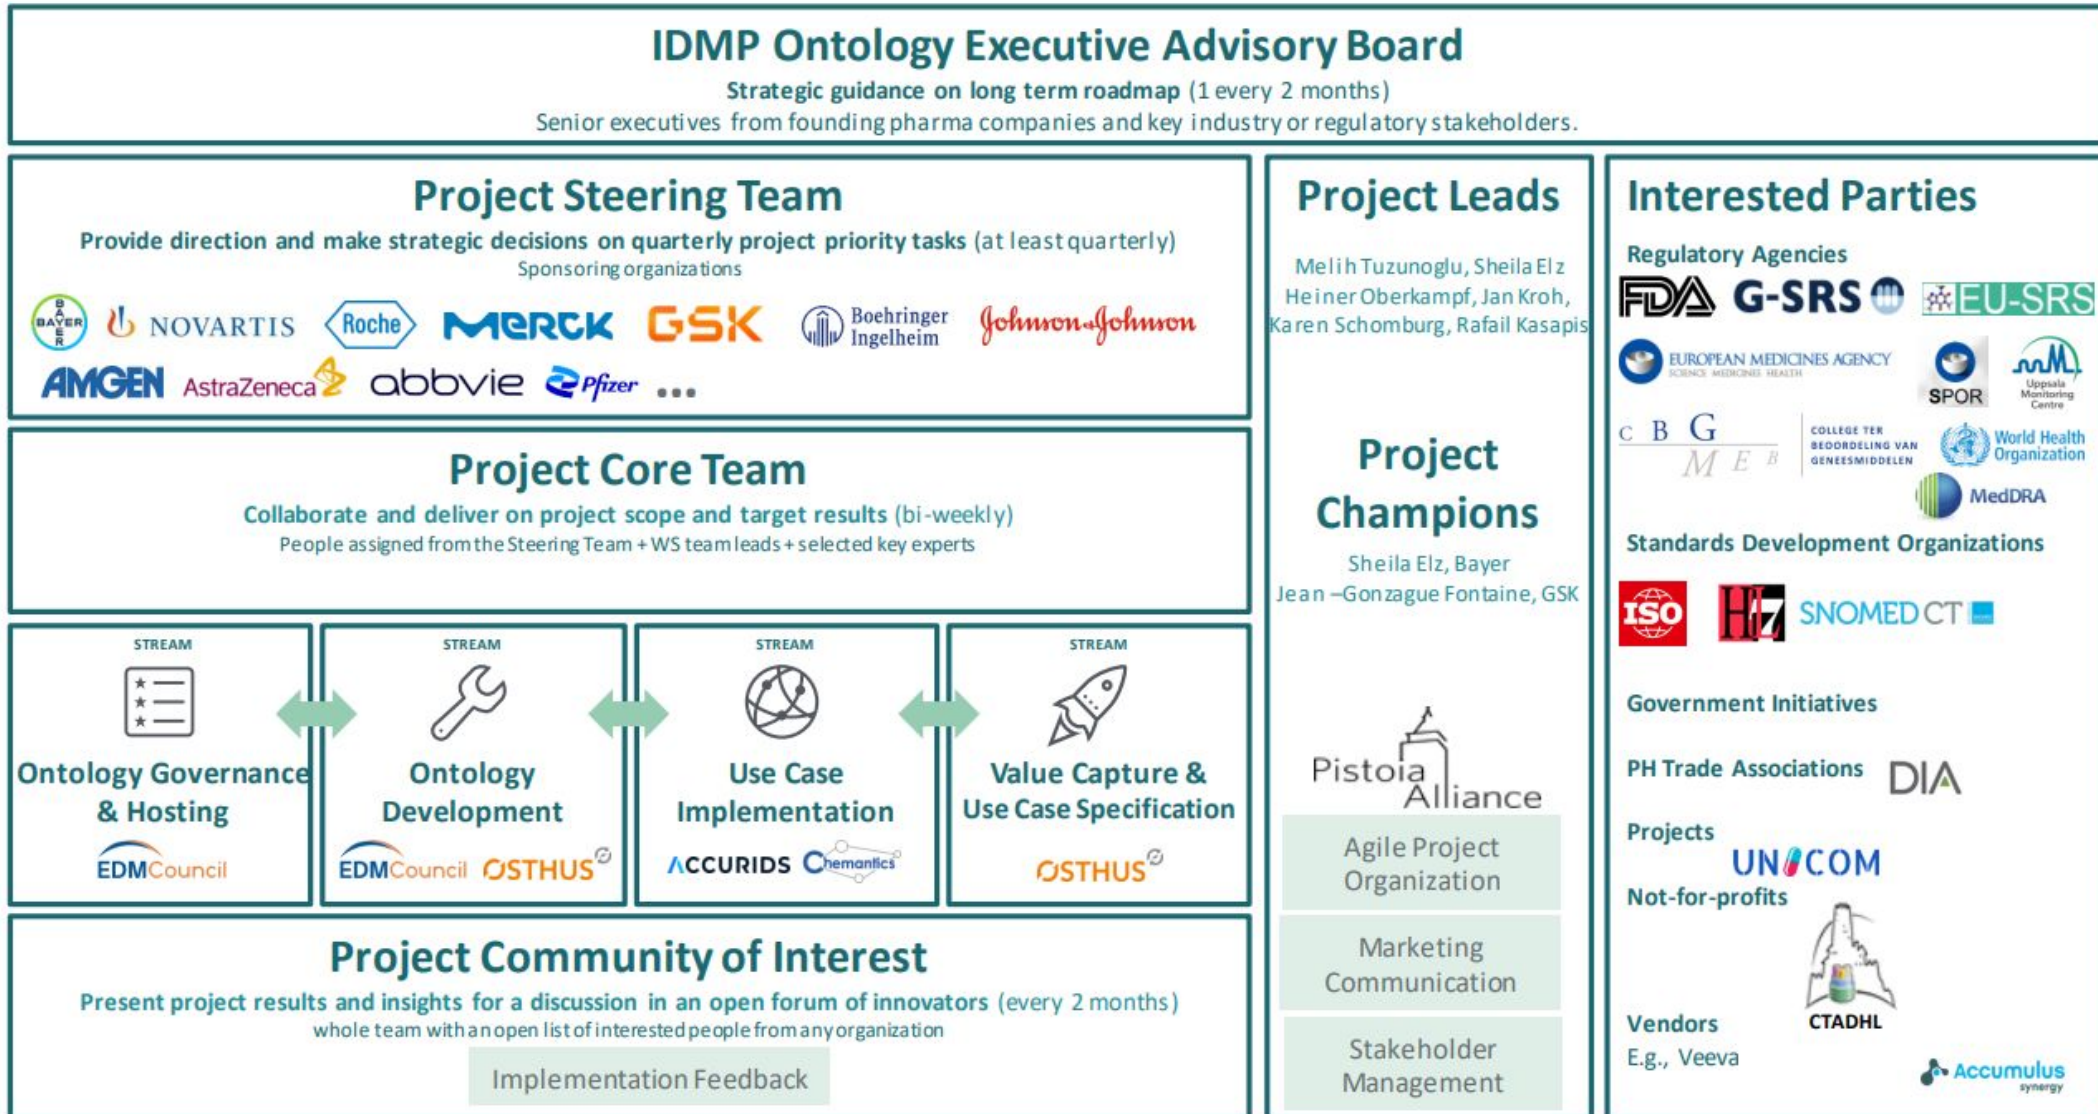 IDMP Ontology Executive Advisory Board
Strategic guidance on long term roadmap (1 every 2 months)
Senior executives from founding pharma companies and key industry or regulatory stakeholders.
Project Steering Team
Provide direction and make strategic decisions on quarterly project priority tasks (at least quarterly)
Sponsoring organizations
BAYER
BAYER
NOVARTIS
Roche
MERCK
GSK
Boehringer
Ingelheim
Johnson & Johnson
AMGEN
AstraZeneca
abbvie
Pfizer
...
Project Core Team
Collaborate and deliver on project scope and target results (bi-weekly)
People assigned from the Steering Team + WS team leads + selected key experts
STREAM
Ontology Governance
& Hosting
EDMCouncil
STREAM
Ontology
Development
EDMCouncil OSTHUS
STREAM
Use Case
Implementation
ACCURIDS Chemantics
STREAM
Value Capture &
Use Case Specification
OSTHUS
Project Community of Interest
Present project results and insights for a discussion in an open forum of innovators (every 2 months)
whole team with an open list of interested people from any organization
Implementation Feedback
Project Leads
Melih Tuzunoglu, Sheila Elz
Heiner Oberkampf, Jan Kroh,
Karen Schomburg, Rafail Kasapis
Project
Champions
Sheila Elz, Bayer
Jean –Gonzague Fontaine, GSK
Pistoia
Alliance
Agile Project
Organization
Marketing
Communication
Stakeholder
Management
Interested Parties
Regulatory Agencies
FDA
G-SRS
EU-SRS
EUROPEAN MEDICINES AGENCY
SCIENCE MEDICINES HEALTH
SPOR
Uppsala
Monitoring
Centre
C B G
M E B
COLLEGE TER
BEOORDELING VAN
GENEESMIDDELEN
World Health
Organization
MedDRA
Standards Development Organizations
ISO
HL7
SNOMED CT
Government Initiatives
PH Trade Associations
DIA
Projects
UNICOM
Not-for-profits
CTADHL
Vendors
E.g., Veeva
Accumulus
synergy